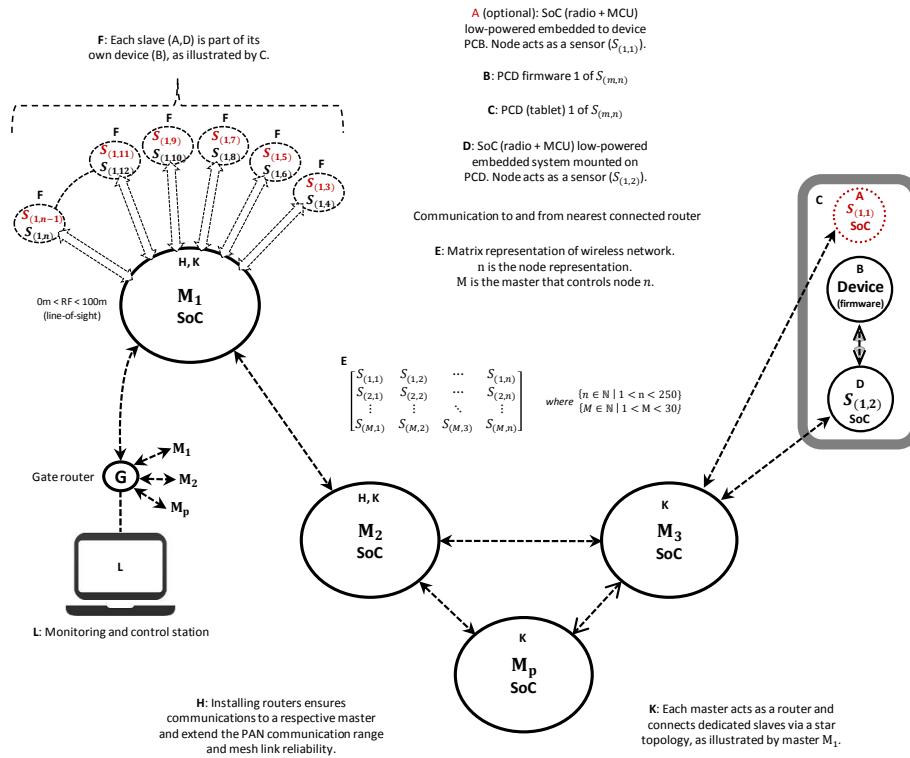 A (optional): SoC (radio + MCU)
low-powered embedded to device
PCB. Node acts as a sensor (S(1,1)).
B: PCD firmware 1 of S(m,n)
C: PCD (tablet) 1 of S(m,n)
D: SoC (radio + MCU) low-powered
embedded system mounted on
PCD. Node acts as a sensor (S(1,2)).
Communication to and from nearest connected router
E: Matrix representation of wireless network.
n is the node representation.
M is the master that controls node n.
F: Each slave (A,D) is part of its
own device (B), as illustrated by C.
F
S(1,n−1)
S(1,n)
F
S(1,11)
S(1,12)
F
S(1,9)
S(1,10)
F
S(1,7)
S(1,8)
F
S(1,5)
S(1,6)
F
S(1,3)
S(1,4)
H, K
M1
SoC
0m < RF < 100m
(line-of-sight)
C
A
S(1,1)
SoC
B
Device
(firmware)
D
S(1,2)
SoC
E
S(1,1) S(1,2) ⋯ S(1,n)
S(2,1) S(2,2) ⋯ S(2,n)
⋮ ⋮ ⋱ ⋮
S(M,1) S(M,2) S(M,3) S(M,n)
where {n ∈ ℕ | 1 < n < 250}
{M ∈ ℕ | 1 < M < 30}
Gate router
G
M1
M2
Mp
L
L: Monitoring and control station
H, K
M2
SoC
K
M3
SoC
K
Mp
SoC
H: Installing routers ensures
communications to a respective master
and extend the PAN communication range
and mesh link reliability.
K: Each master acts as a router and
connects dedicated slaves via a star
topology, as illustrated by master M1.